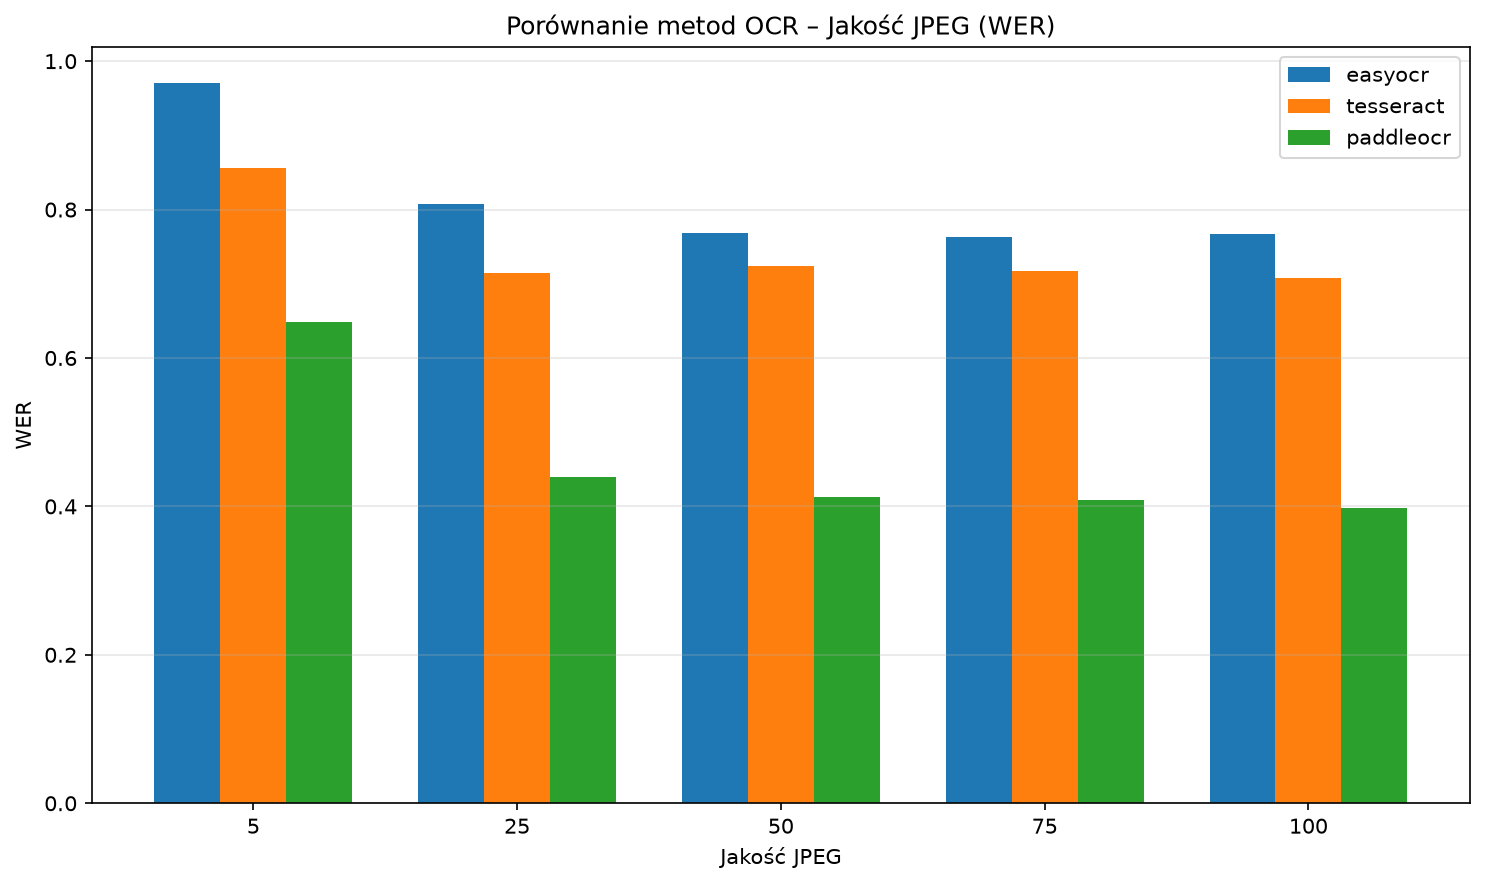 Porównanie metod OCR – Jakość JPEG (WER)
easyocr
tesseract
paddleocr
WER
1.0
0.8
0.6
0.4
0.2
0.0
5 25 50 75 100
Jakość JPEG